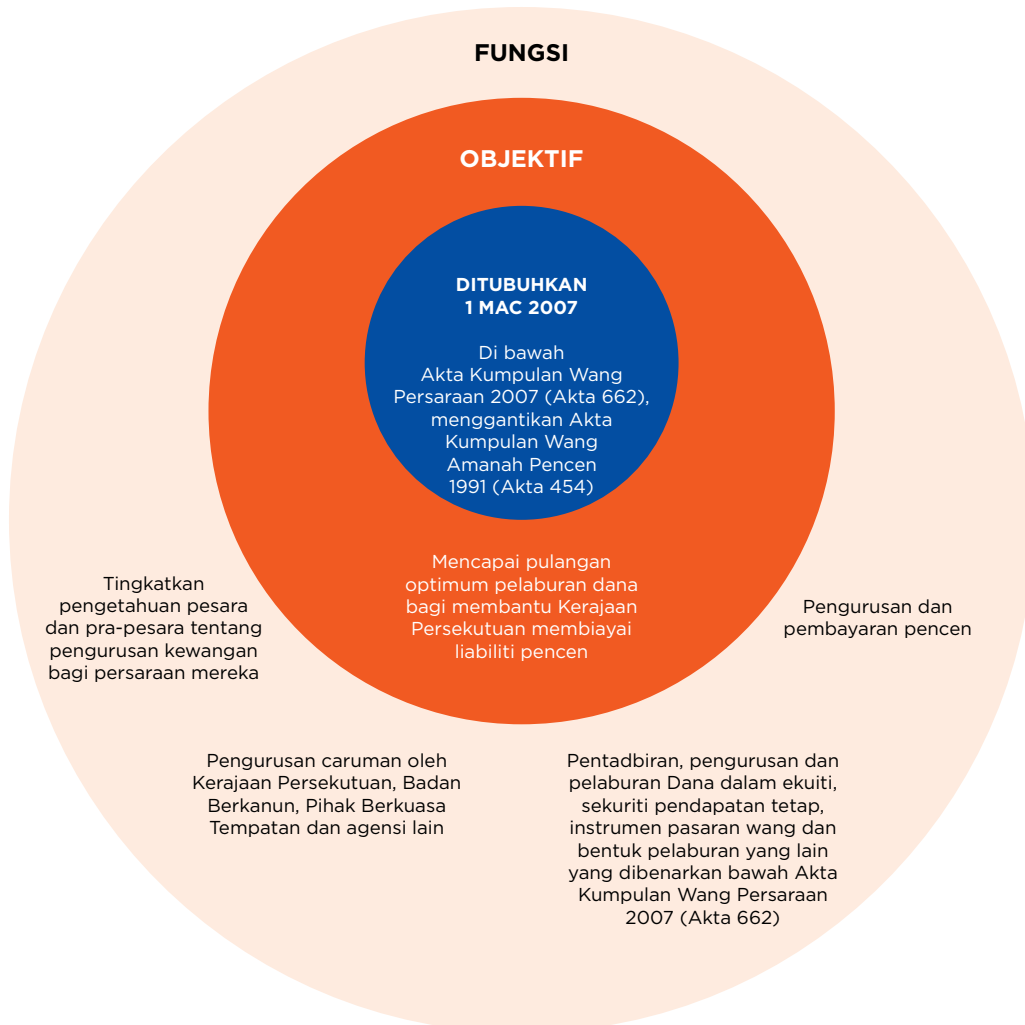 FUNGSI
OBJEKTIF
DITUBUHKAN
1 MAC 2007
Di bawah
Akta Kumpulan Wang
Persaraan 2007 (Akta 662),
menggantikan Akta
Kumpulan Wang
Amanah Pencen
1991 (Akta 454)
Mencapai pulangan
optimum pelaburan dana
bagi membantu Kerajaan
Persekutuan membiayai
liabiliti pencen
Tingkatkan
pengetahuan pesara
dan pra-pesara tentang
pengurusan kewangan
bagi persaraan mereka
Pengurusan caruman oleh
Kerajaan Persekutuan, Badan
Berkanun, Pihak Berkuasa
Tempatan dan agensi lain
Pentadbiran, pengurusan dan
pelaburan Dana dalam ekuiti,
sekuriti pendapatan tetap,
instrumen pasaran wang dan
bentuk pelaburan yang lain
yang dibenarkan bawah Akta
Kumpulan Wang Persaraan
2007 (Akta 662)
Pengurusan dan
pembayaran pencen